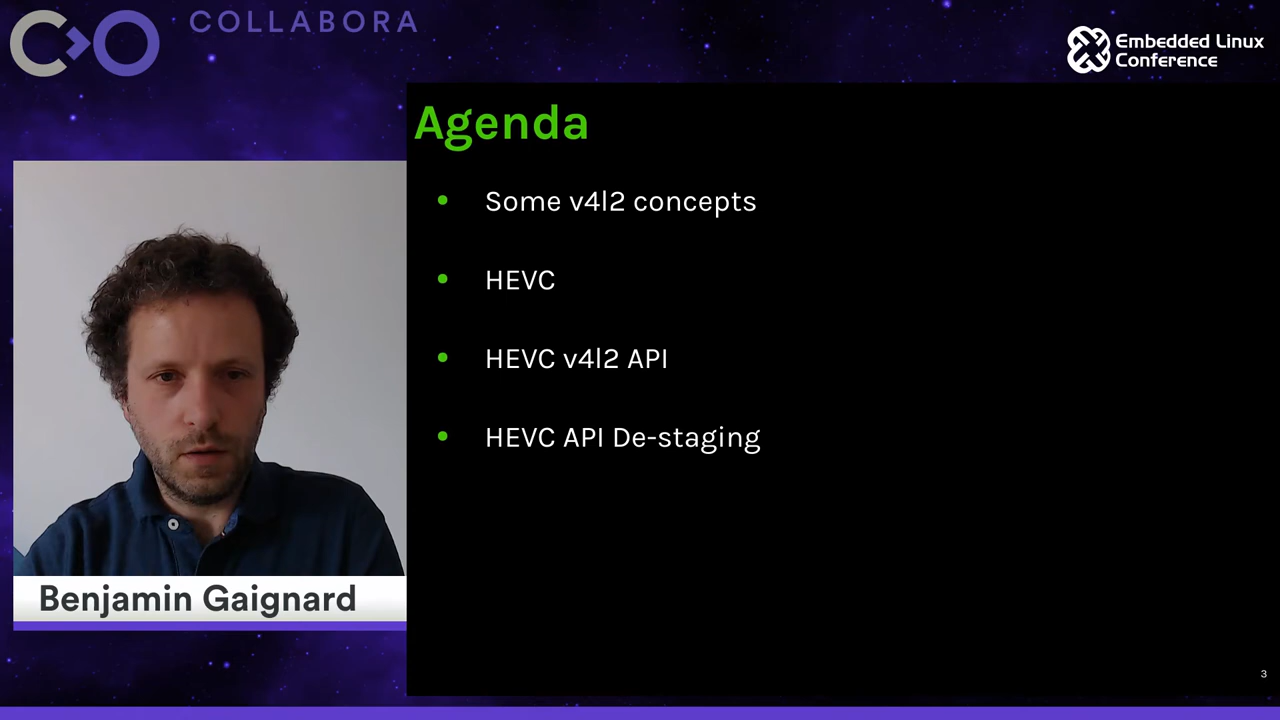 COLLABORA
Embedded Linux
Conference
Agenda
Some v4l2 concepts
HEVC
HEVC v4l2 API
HEVC API De-staging
Benjamin Gaignard
3